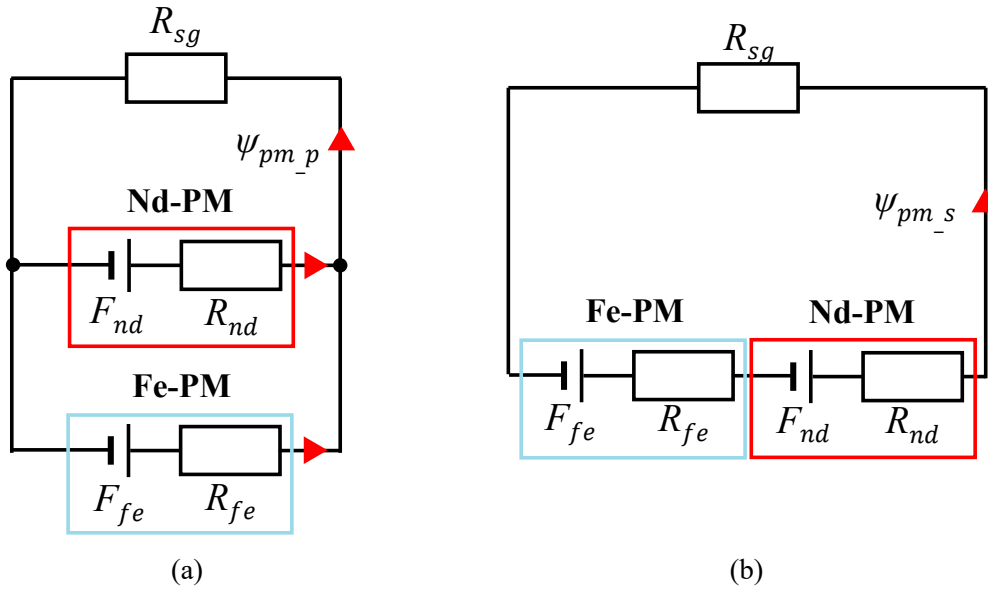 R_sg
ψ_pm_p
Nd-PM
F_nd
R_nd
Fe-PM
F_fe
R_fe
(a)
R_sg
ψ_pm_s
Fe-PM
Nd-PM
F_fe
R_fe
F_nd
R_nd
(b)